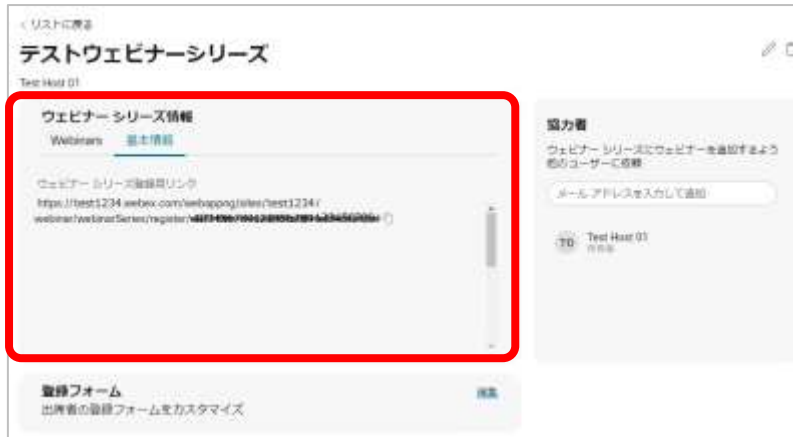 < リストに戻る
テストウェビナーシリーズ
Test Host 01
ウェビナー シリーズ情報
Webinars 基本情報
ウェビナー シリーズ登録用リンク
https://test1234.webex.com/webappng/sites/test1234/
webinar/webinarSeries/register/
登録フォーム
編集
出席者の登録フォームをカスタマイズ
協力者
ウェビナー シリーズにウェビナーを追加するよう
他のユーザーに依頼
メール アドレスを入力して追加
TO Test Host 01